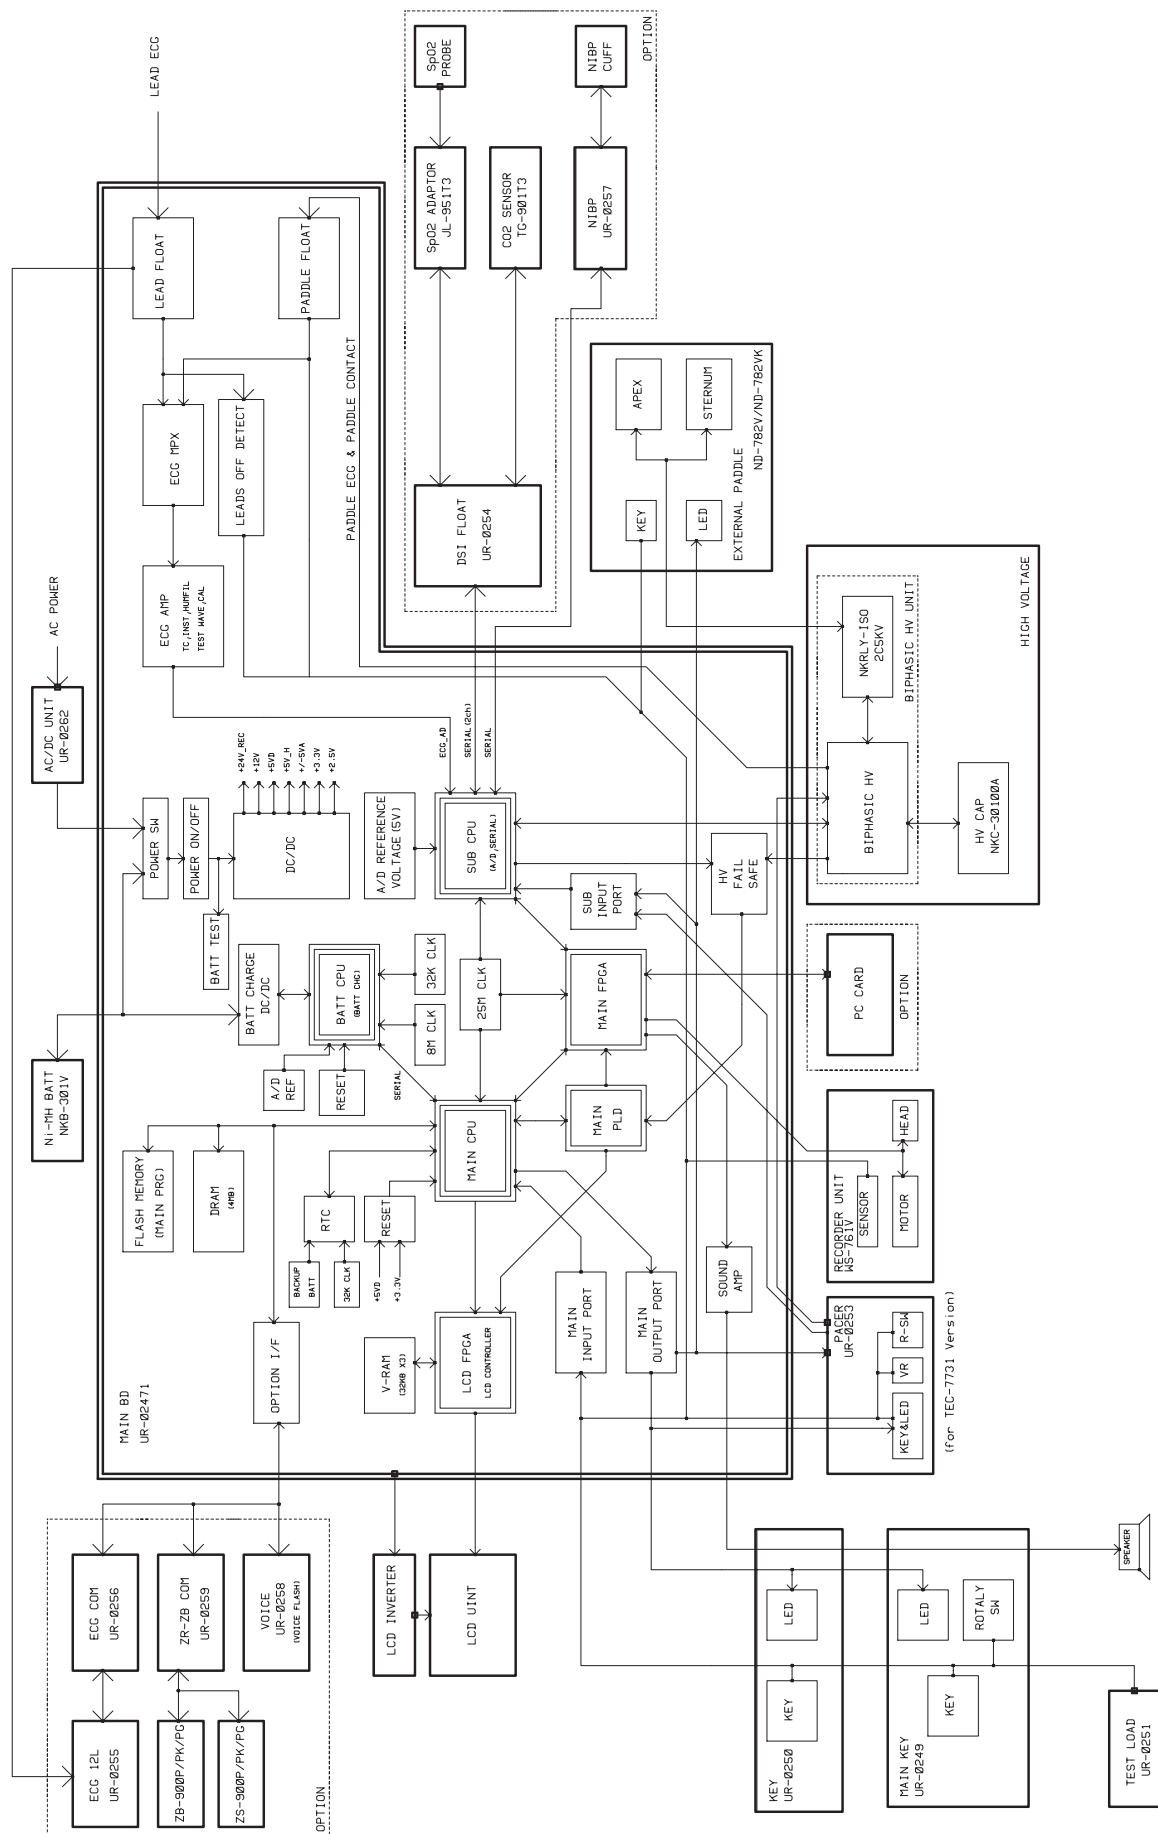 LEAD ECG
AC POWER
AC/DC UNIT
UR-0262
Ni-MH BATT
NKB-301V
MAIN BD
UR-02471
LEAD FLOAT
PADDLE FLOAT
ECG MPX
LEADS OFF DETECT
PADDLE ECG & PADDLE CONTACT
ECG AMP
TC,INST,HUMFIL
TEST WAVE,CAL
POWER SW
POWER ON/OFF
DC/DC
+24V_REC
+12V
+5VD
+5V_H
+/-5VA
+3.3V
+2.5V
BATT TEST
BATT CHARGE
DC/DC
BATT CPU
(BATT CHG)
A/D
REF
RESET
8M CLK
32K CLK
SERIAL
A/D REFERENCE
VOLTAGE (5V)
ECG_AD
SERIAL(2ch)
SERIAL
SUB CPU
(A/D,SERIAL)
25M CLK
SUB
INPUT
PORT
HV
FAIL
SAFE
MAIN FPGA
MAIN
PLD
MAIN CPU
FLASH MEMORY
(MAIN PRG)
DRAM
(4MB)
RTC
BACKUP
BATT
32K CLK
RESET
+5VD
+3.3V
OPTION I/F
V-RAM
(32KB X3)
LCD FPGA
LCD CONTROLLER
MAIN
INPUT PORT
MAIN
OUTPUT PORT
SOUND
AMP
OPTION
SpO2
PROBE
NIBP
CUFF
SpO2 ADAPTOR
JL-951T3
CO2 SENSOR
TG-901T3
NIBP
UR-0257
DSI FLOAT
UR-0254
APEX
STERNUM
KEY
LED
EXTERNAL PADDLE
ND-782V/ND-782VK
NKRLY-ISO
2C5KV
BIPHASIC HV UNIT
HIGH VOLTAGE
BIPHASIC HV
HV CAP
NKC-30100A
PC CARD
OPTION
RECORDER UNIT
WS-761V
SENSOR
HEAD
MOTOR
PACER
UR-0253
R-SW
VR
KEY&LED
(for TEC-7731 Version)
ECG COM
UR-0256
ZR-ZB COM
UR-0259
VOICE
UR-0258
(VOICE FLASH)
ECG 12L
UR-0255
ZB-900P/PK/PG
ZS-900P/PK/PG
OPTION
LCD INVERTER
LCD UINT
LED
KEY
KEY
UR-0250
LED
ROTALY
SW
KEY
MAIN KEY
UR-0249
SPEAKER
TEST LOAD
UR-0251